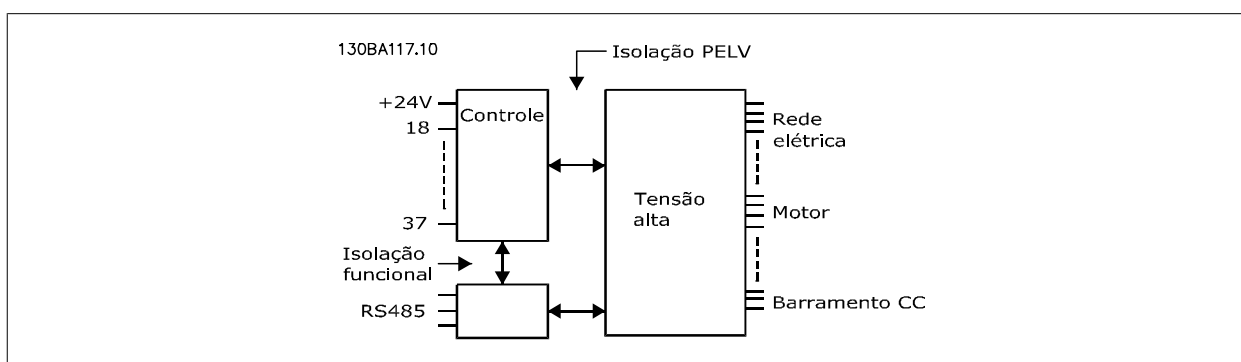 130BA117.10
Isolação PELV
+24V
Controle
18
Rede
elétrica
Tensão
alta
Motor
37
Isolação
funcional
RS485
Barramento CC